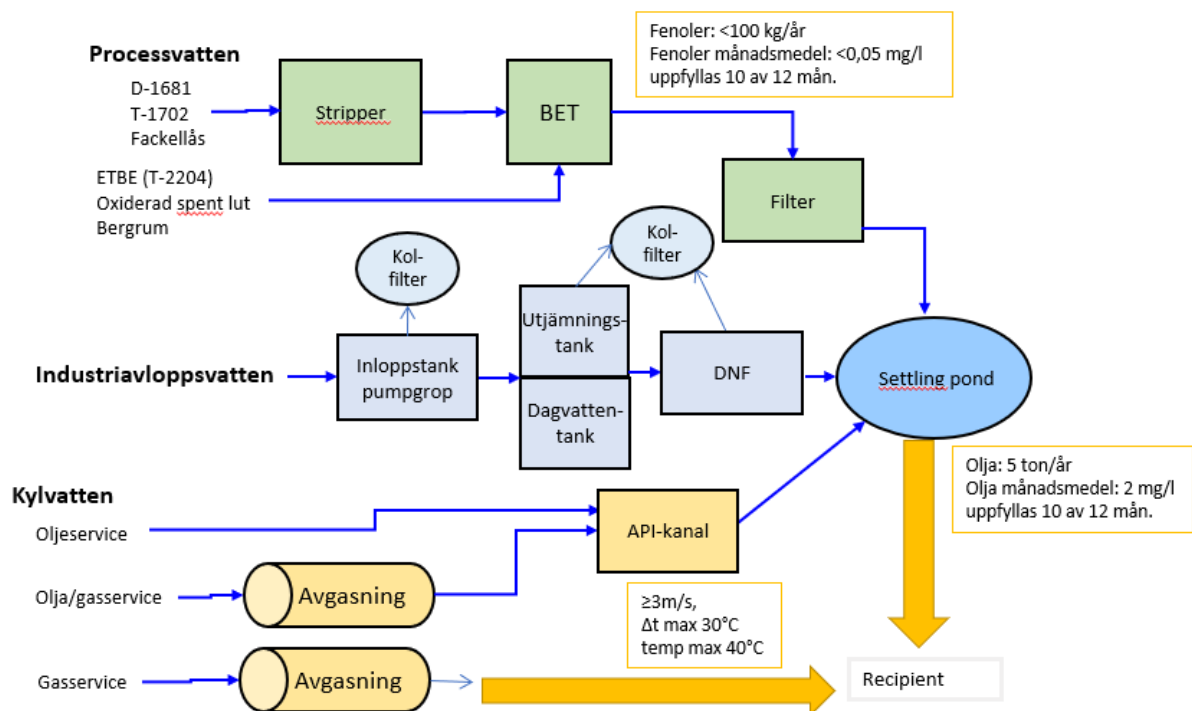 Processvatten
D-1681
T-1702
Fackellås
Stripper
BET
Fenoler: <100 kg/år
Fenoler månadsmedel: <0,05 mg/l
uppfyllas 10 av 12 mån.
ETBE (T-2204)
Oxiderad spent lut
Bergrum
Filter
Kol-
filter
Kol-
filter
Industriavloppsvatten
Inloppstank
pumpgrop
Utjämnings-
tank
Dagvatten-
tank
DNF
Settling pond
Olja: 5 ton/år
Olja månadsmedel: 2 mg/l
uppfyllas 10 av 12 mån.
Kylvatten
Oljeservice
API-kanal
Olja/gasservice
Avgasning
≥3m/s,
Δt max 30°C
temp max 40°C
Gasservice
Avgasning
Recipient